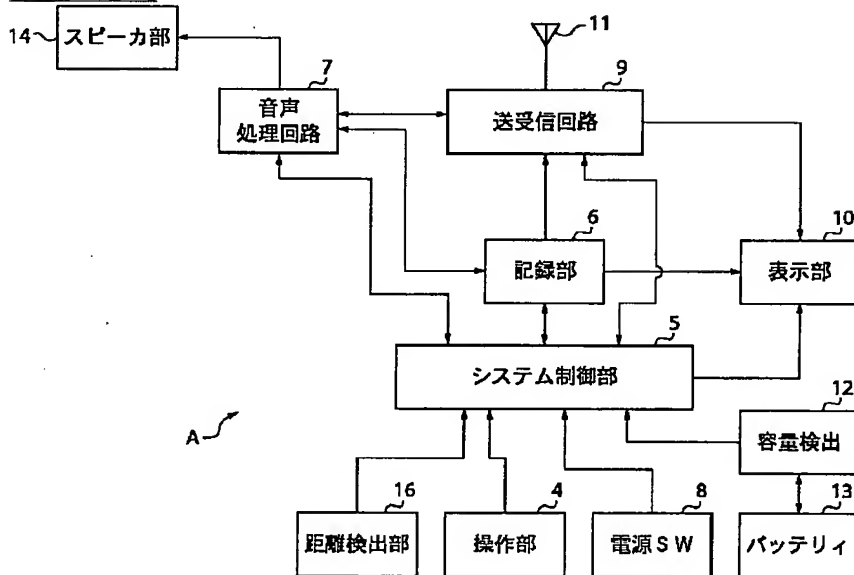 14
スピーカ部
11
7
音声
処理回路
9
送受信回路
6
記録部
10
表示部
5
システム制御部
12
容量検出
A
16
距離検出部
4
操作部
8
電源SW
13
バッテリィ